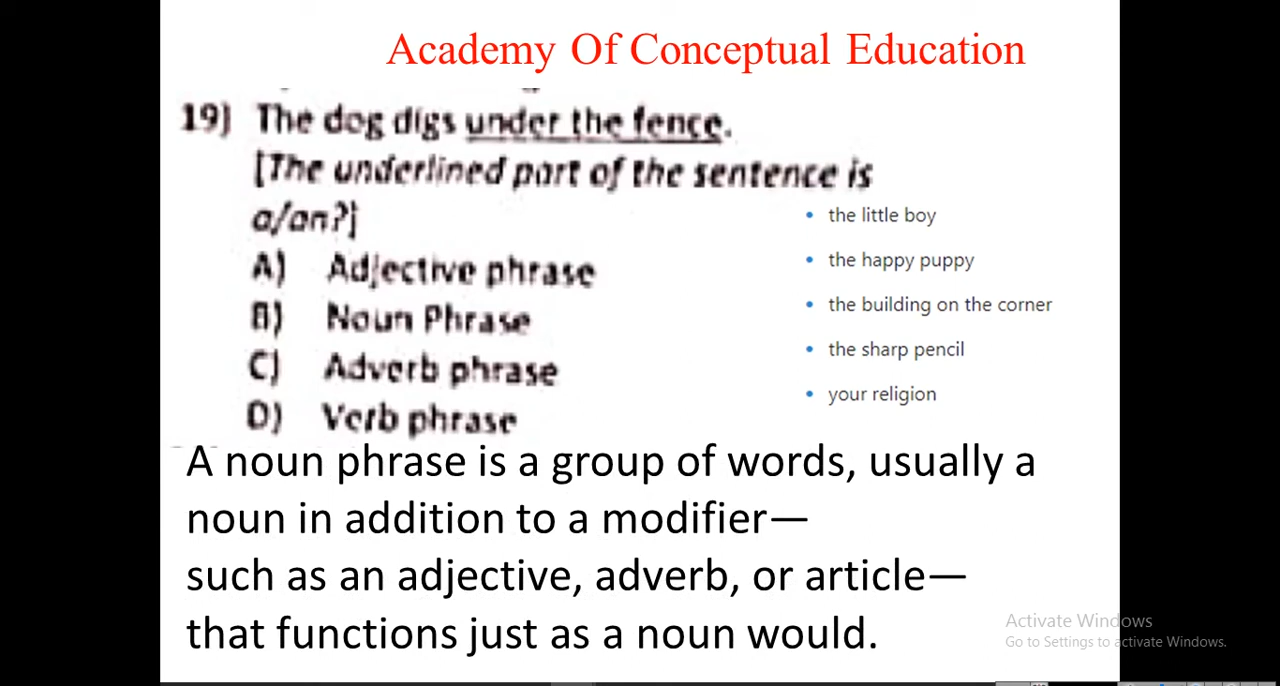 Academy Of Conceptual Education
19) The dog digs under the fence.
[The underlined part of the sentence is
a/an?]
A) Adjective phrase
B) Noun Phrase
C) Adverb phrase
D) Verb phrase
• the little boy
• the happy puppy
• the building on the corner
• the sharp pencil
• your religion
A noun phrase is a group of words, usually a
noun in addition to a modifier—
such as an adjective, adverb, or article—
that functions just as a noun would.
Activate Windows
Go to Settings to activate Windows.